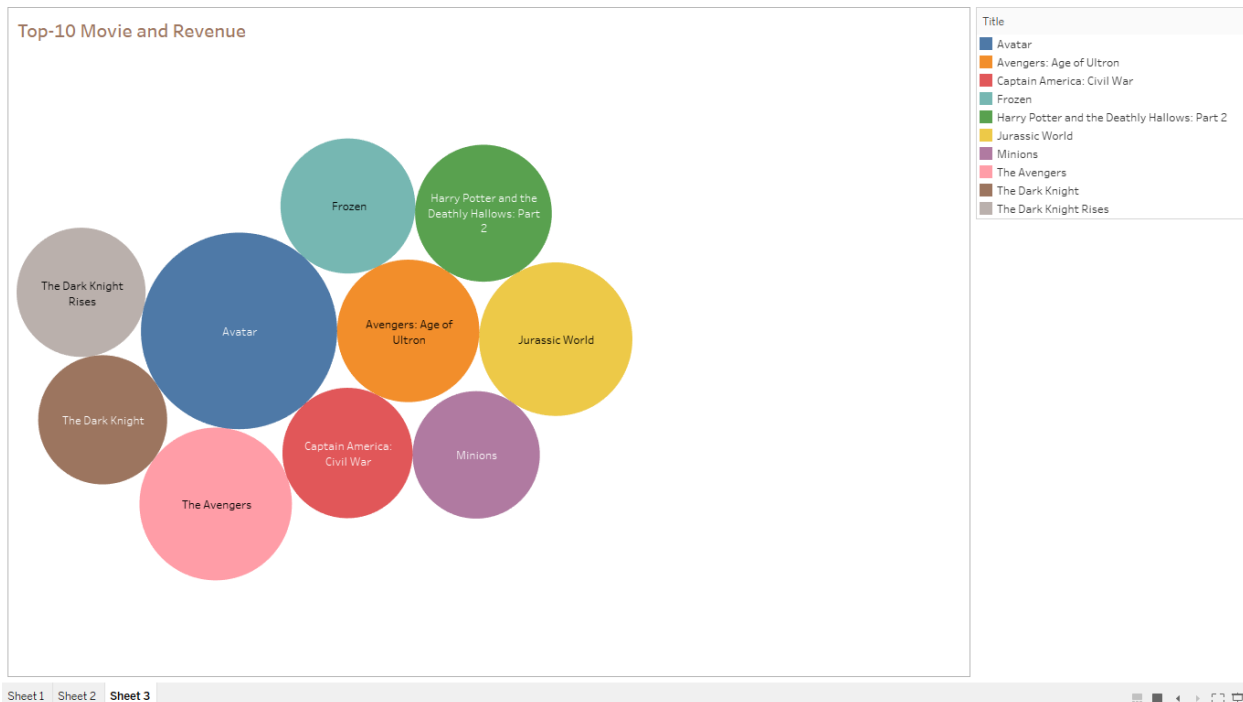 Top-10 Movie and Revenue
Frozen
Harry Potter and the
Deathly Hallows: Part
2
The Dark Knight
Rises
Avatar
Avengers: Age of
Ultron
Jurassic World
The Dark Knight
Captain America:
Civil War
Minions
The Avengers
Title
Avatar
Avengers: Age of Ultron
Captain America: Civil War
Frozen
Harry Potter and the Deathly Hallows: Part 2
Jurassic World
Minions
The Avengers
The Dark Knight
The Dark Knight Rises
Sheet 1 Sheet 2 Sheet 3